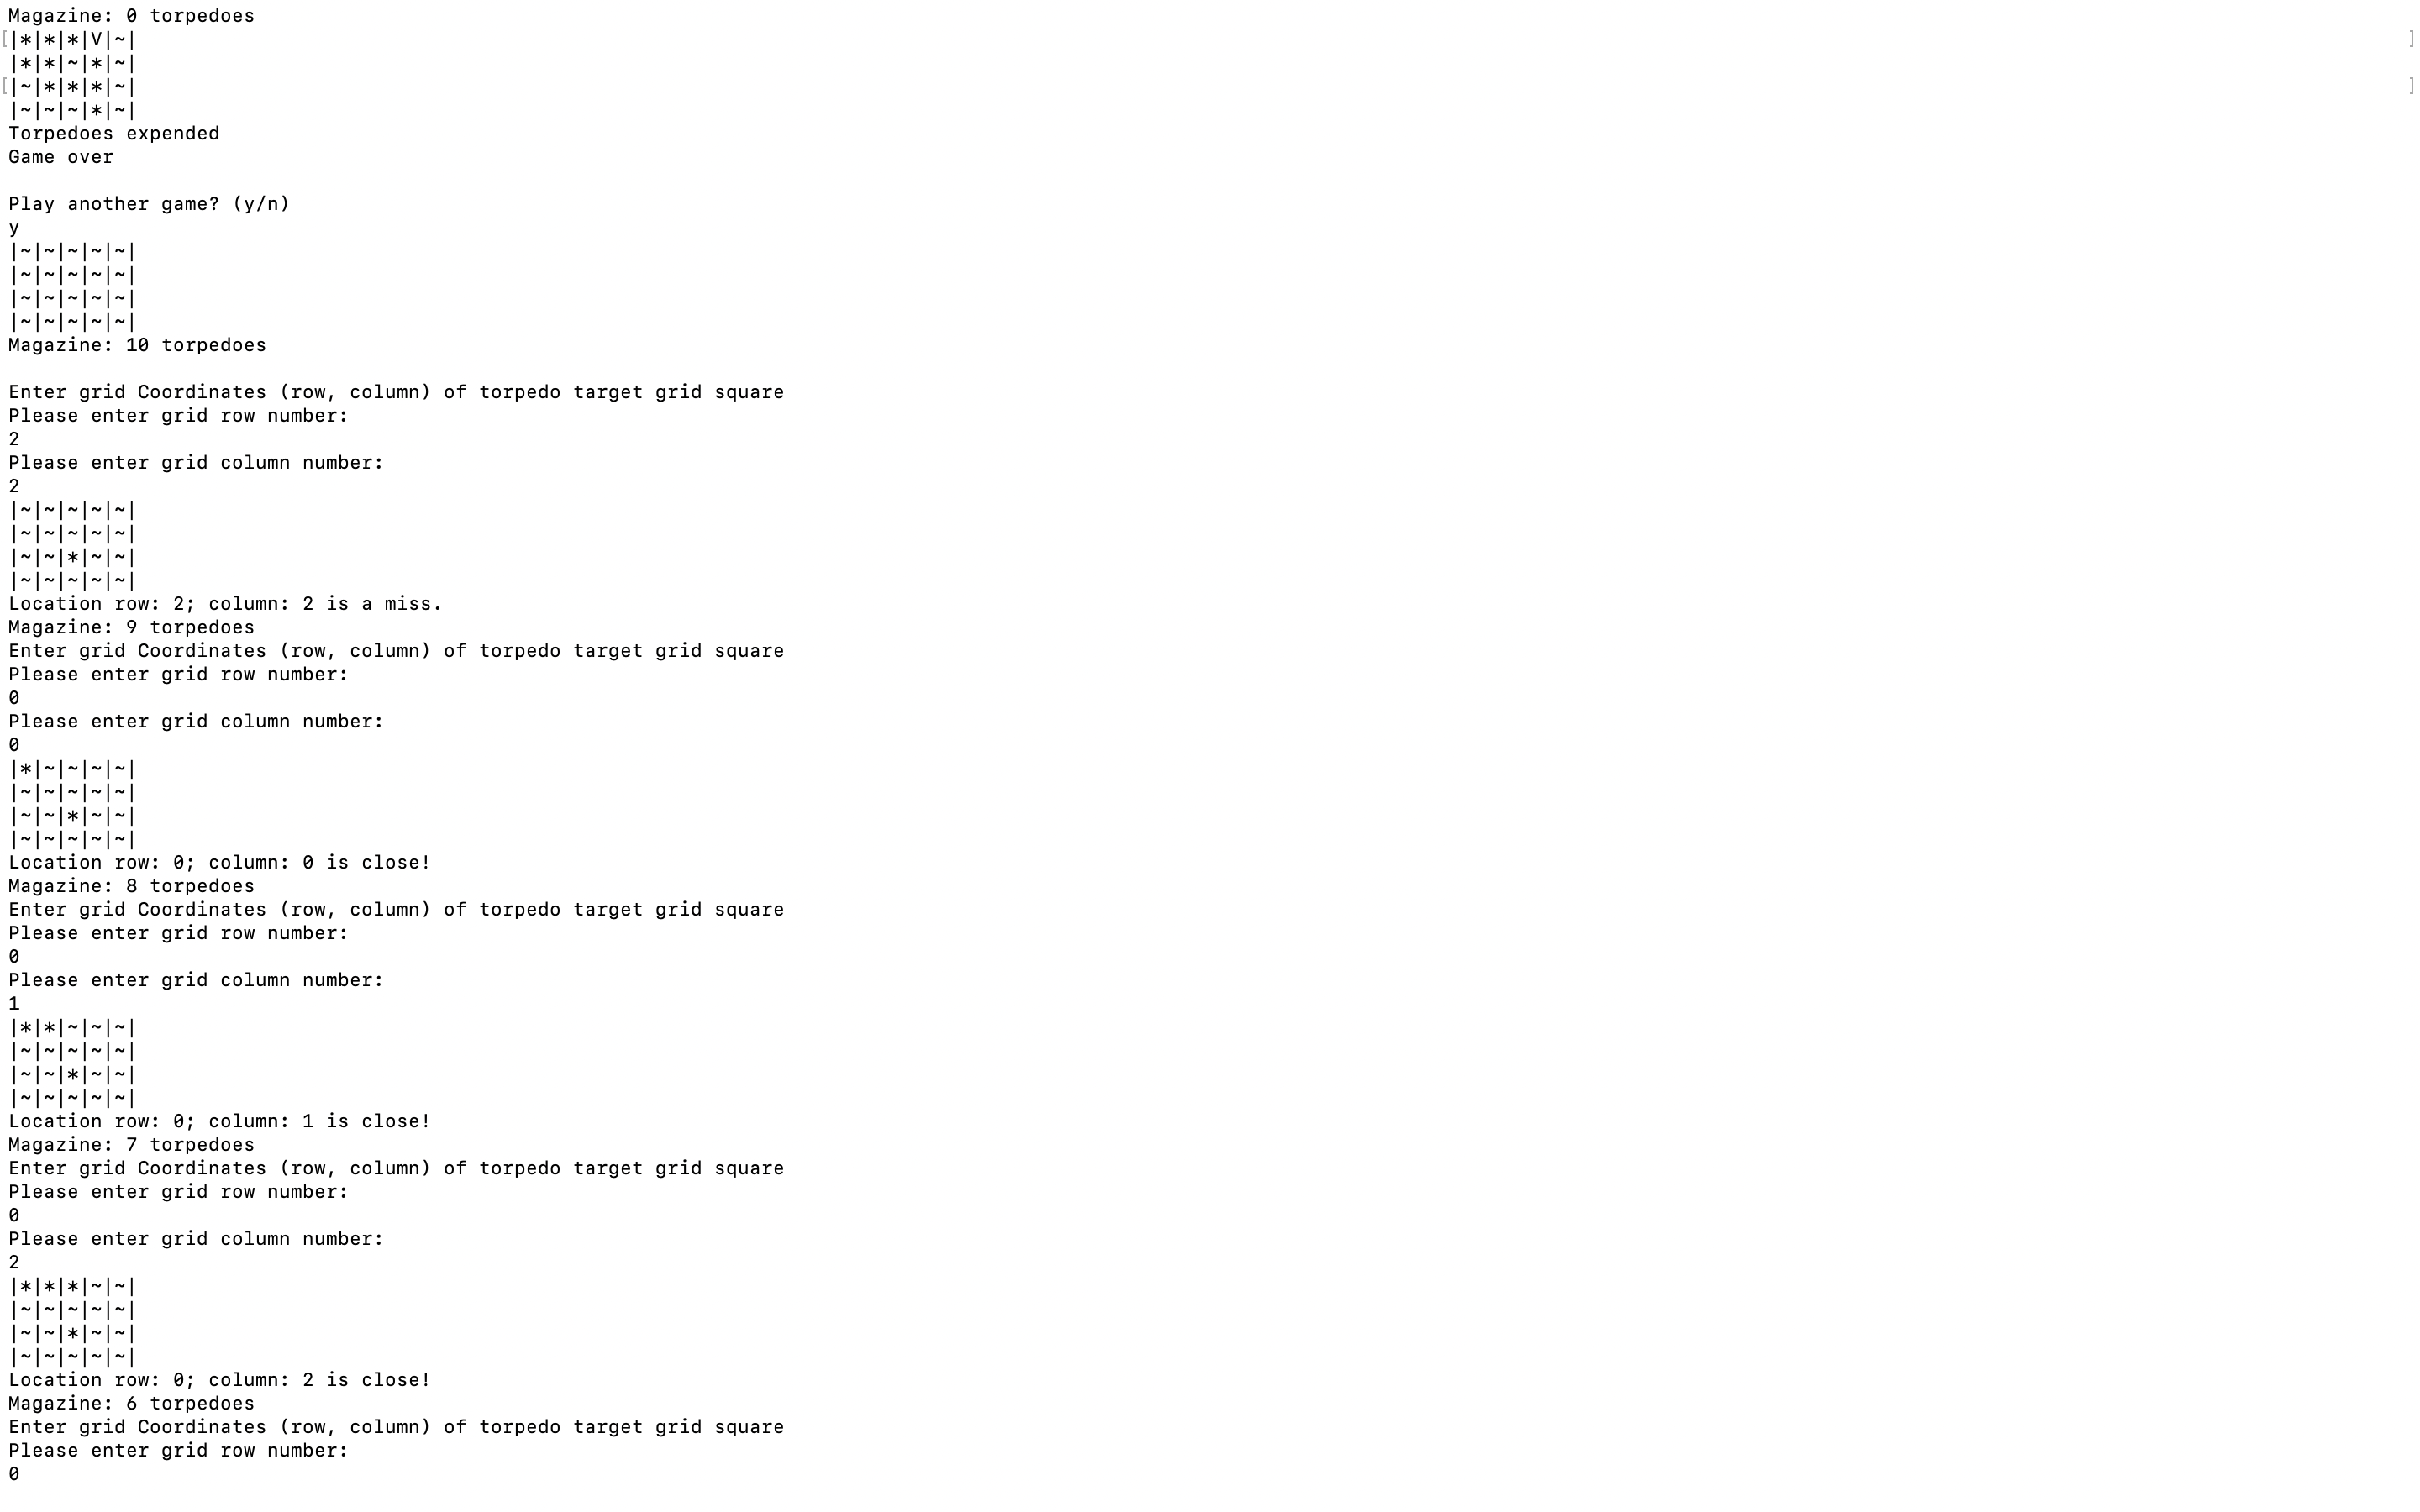 Magazine: 0 torpedoes
[|*|*|*|V|~| ]
|*|*|~|*|~|
[|~|*|*|*|~| ]
|~|~|~|*|~|
Torpedoes expended
Game over
Play another game? (y/n)
y
|~|~|~|~|~|
|~|~|~|~|~|
|~|~|~|~|~|
|~|~|~|~|~|
Magazine: 10 torpedoes
Enter grid Coordinates (row, column) of torpedo target grid square
Please enter grid row number:
2
Please enter grid column number:
2
|~|~|~|~|~|
|~|~|~|~|~|
|~|~|*|~|~|
|~|~|~|~|~|
Location row: 2; column: 2 is a miss.
Magazine: 9 torpedoes
Enter grid Coordinates (row, column) of torpedo target grid square
Please enter grid row number:
0
Please enter grid column number:
0
|*|~|~|~|~|
|~|~|~|~|~|
|~|~|*|~|~|
|~|~|~|~|~|
Location row: 0; column: 0 is close!
Magazine: 8 torpedoes
Enter grid Coordinates (row, column) of torpedo target grid square
Please enter grid row number:
0
Please enter grid column number:
1
|*|*|~|~|~|
|~|~|~|~|~|
|~|~|*|~|~|
|~|~|~|~|~|
Location row: 0; column: 1 is close!
Magazine: 7 torpedoes
Enter grid Coordinates (row, column) of torpedo target grid square
Please enter grid row number:
0
Please enter grid column number:
2
|*|*|*|~|~|
|~|~|~|~|~|
|~|~|*|~|~|
|~|~|~|~|~|
Location row: 0; column: 2 is close!
Magazine: 6 torpedoes
Enter grid Coordinates (row, column) of torpedo target grid square
Please enter grid row number:
0